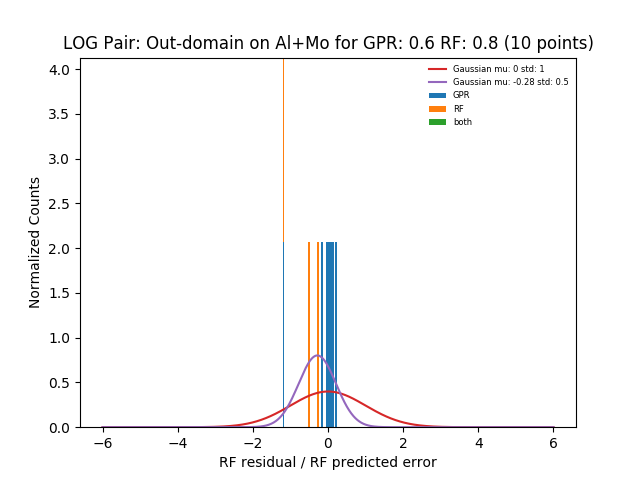 LOG Pair: Out-domain on Al+Mo for GPR: 0.6 RF: 0.8 (10 points)
Gaussian mu: 0 std: 1
Gaussian mu: -0.28 std: 0.5
GPR
RF
both
Normalized Counts
4.0
3.5
3.0
2.5
2.0
1.5
1.0
0.5
0.0
−6 −4 −2 0 2 4 6
RF residual / RF predicted error